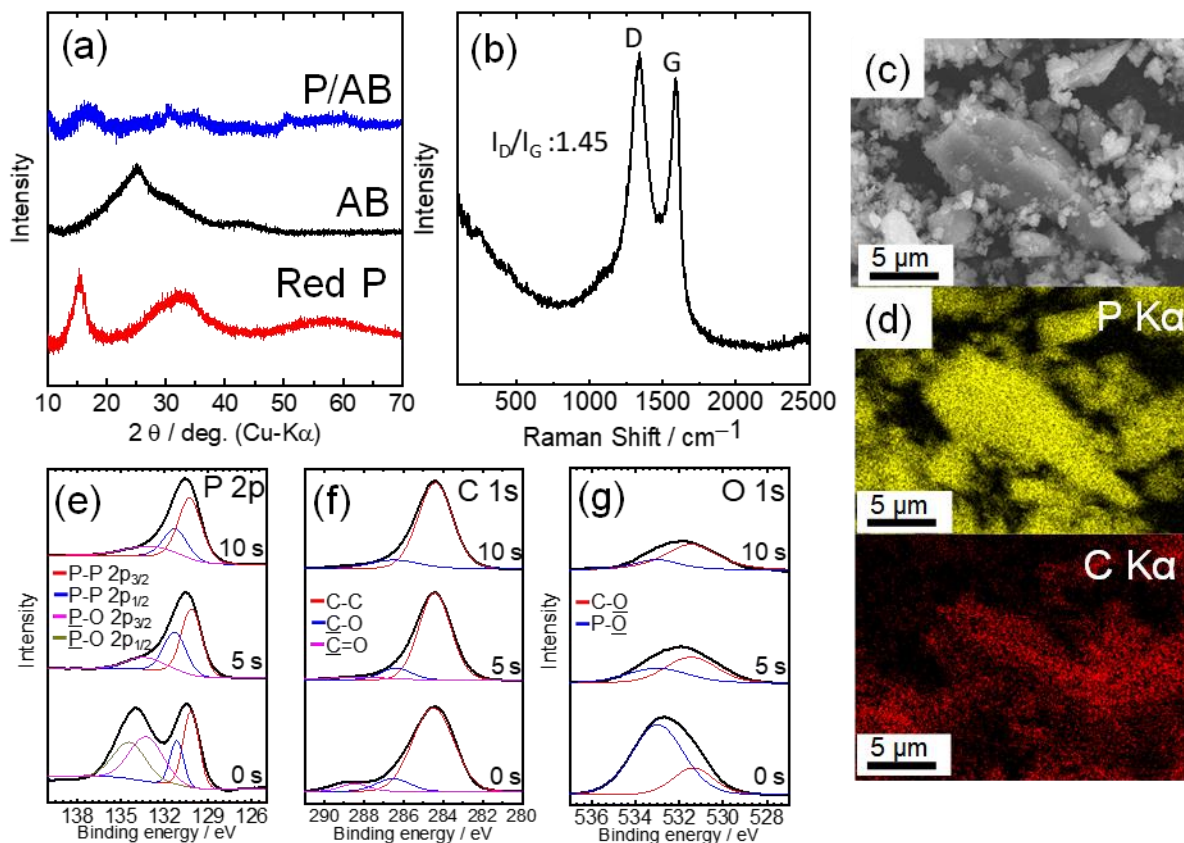 (a)
P/AB
AB
Red P
Intensity
10 20 30 40 50 60 70
2 θ / deg. (Cu-Kα)
(b)
D
G
I_D/I_G :1.45
Intensity
500 1000 1500 2000 2500
Raman Shift / cm⁻¹
(c)
5 µm
(d)
P Kα
5 µm
C Kα
5 µm
(e)
P 2p
10 s
P-P 2p3/2
P-P 2p1/2
P-O 2p3/2
P-O 2p1/2
5 s
0 s
Intensity
138 135 132 129 126
Binding energy / eV
(f)
C 1s
10 s
C-C
C-O
C=O
5 s
0 s
Intensity
290 288 286 284 282 280
Binding energy / eV
(g)
O 1s
10 s
C-O
P-O
5 s
0 s
Intensity
536 534 532 530 528
Binding energy / eV